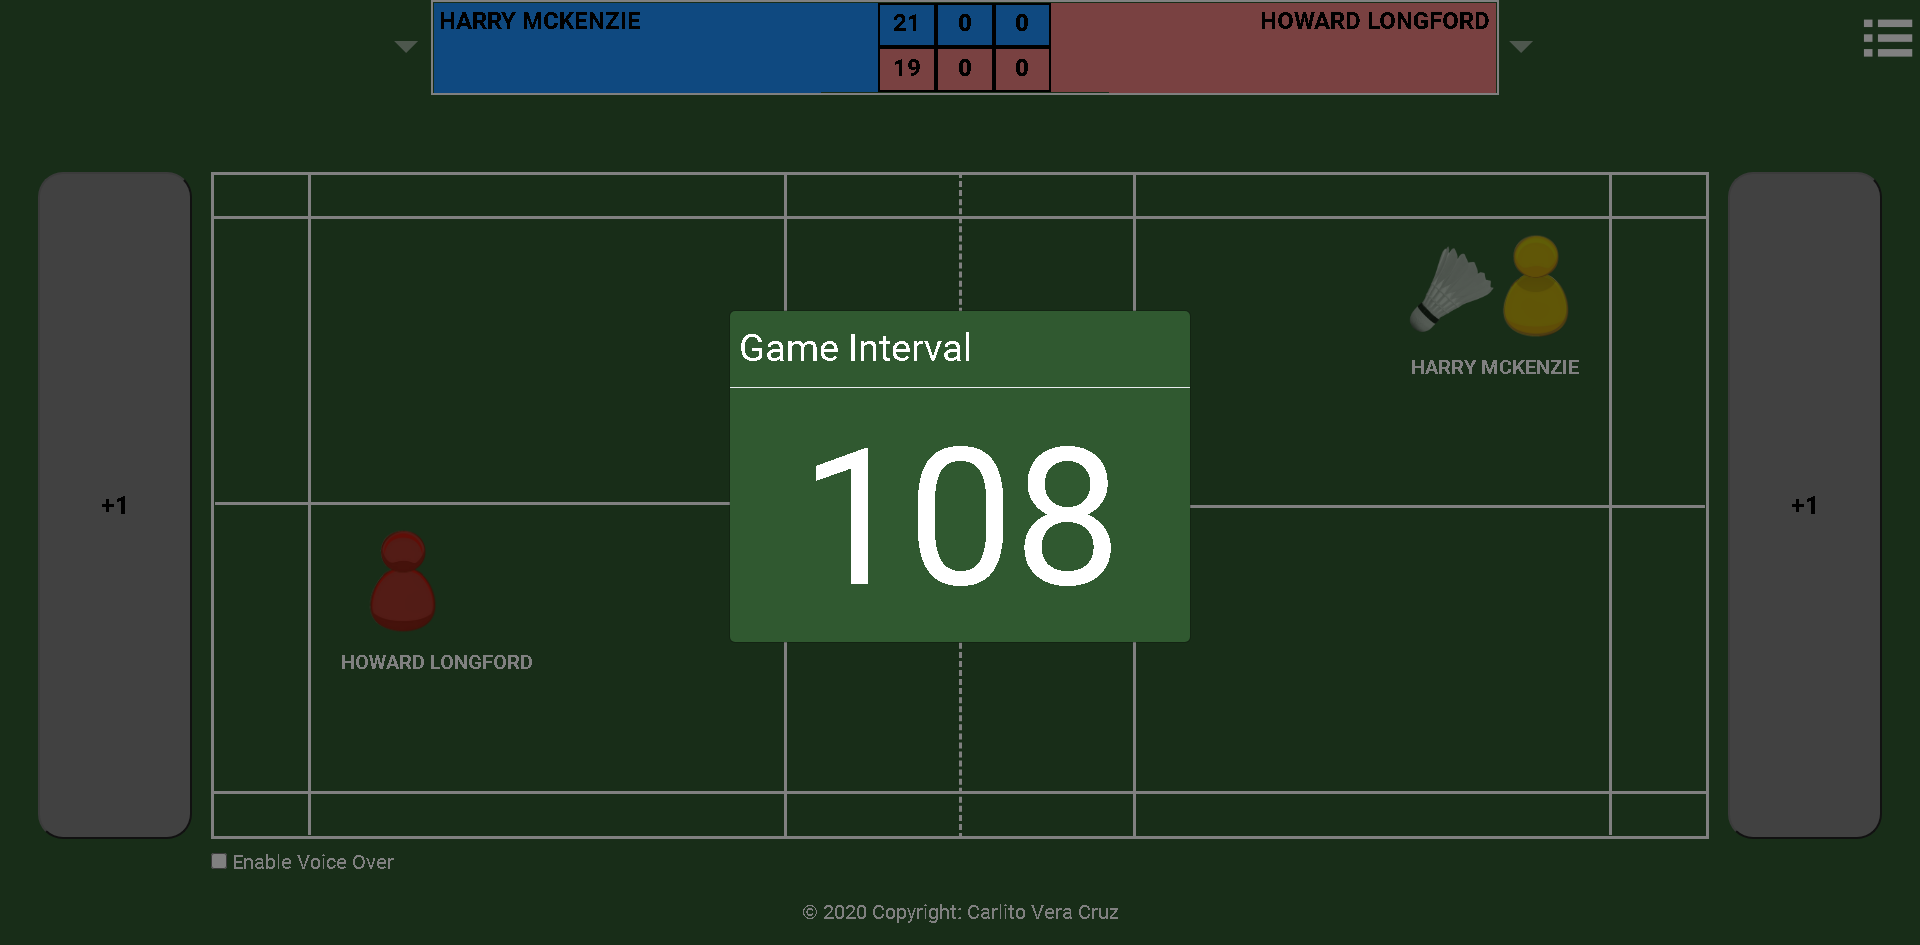 HARRY MCKENZIE
21 0 0
HOWARD LONGFORD
19 0 0
HARRY MCKENZIE
Game Interval
108
+1
+1
HOWARD LONGFORD
Enable Voice Over
© 2020 Copyright: Carlito Vera Cruz